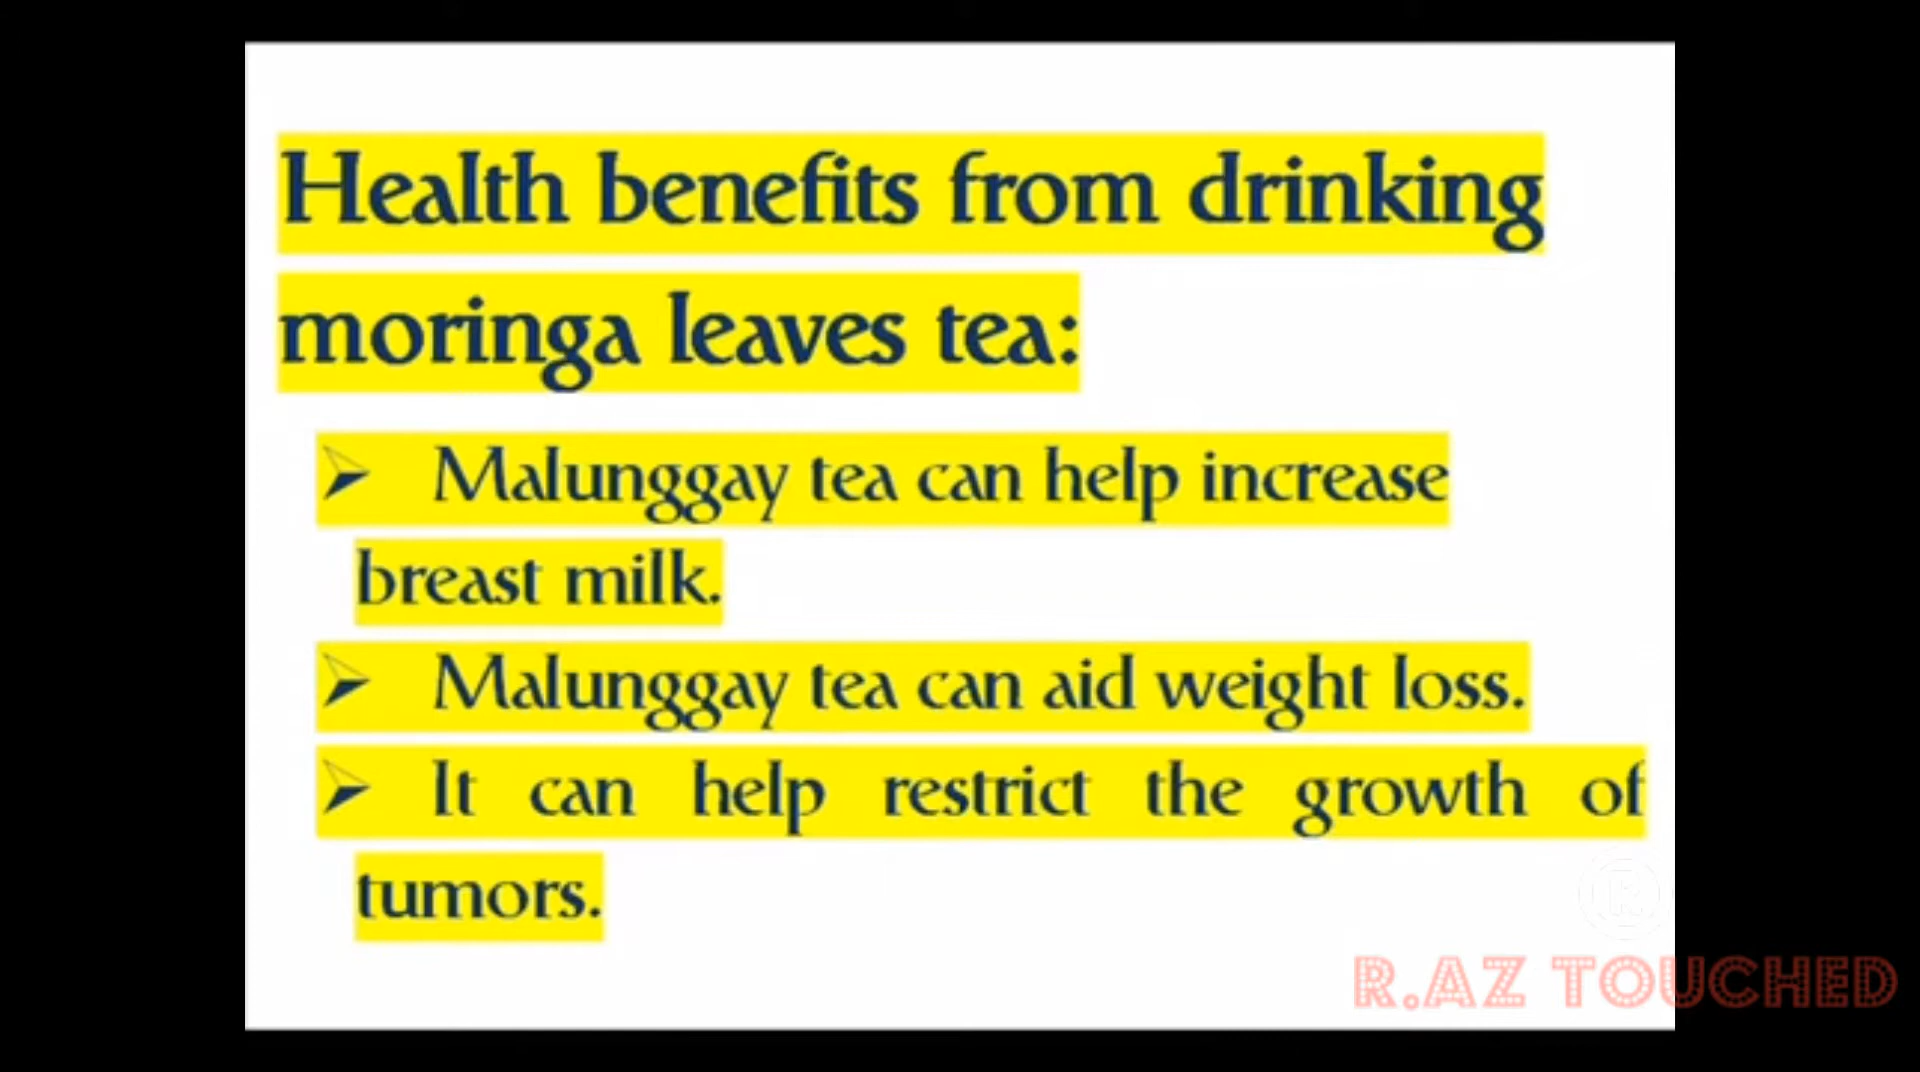 Health benefits from drinking
moringa leaves tea:
➢ Malunggay tea can help increase
breast milk.
➢ Malunggay tea can aid weight loss.
➢ It can help restrict the growth of
tumors.
R
R.AZ TOUCHED